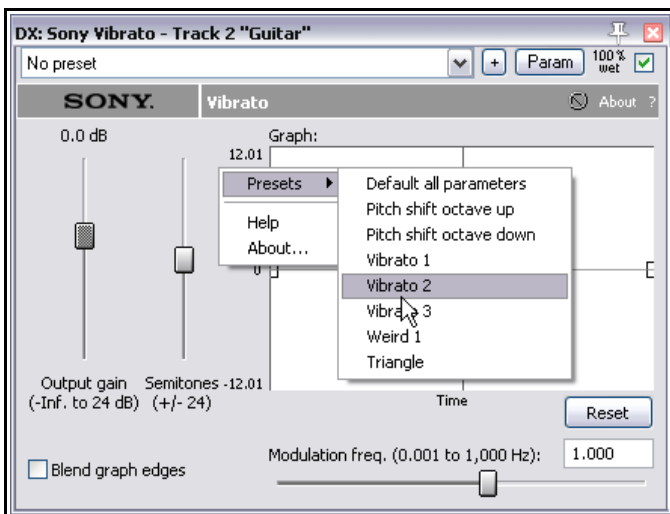 DX: Sony Vibrato - Track 2 "Guitar"
No preset
+
Param
100 % wet
SONY.
Vibrato
About ?
0.0 dB
Graph:
12.01
Presets
Help
About...
Default all parameters
Pitch shift octave up
Pitch shift octave down
Vibrato 1
Vibrato 2
Vibrato 3
Weird 1
Triangle
0
Output gain
(-Inf. to 24 dB)
Semitones
(+/- 24)
-12.01
Time
Reset
Blend graph edges
Modulation freq. (0.001 to 1,000 Hz):
1.000